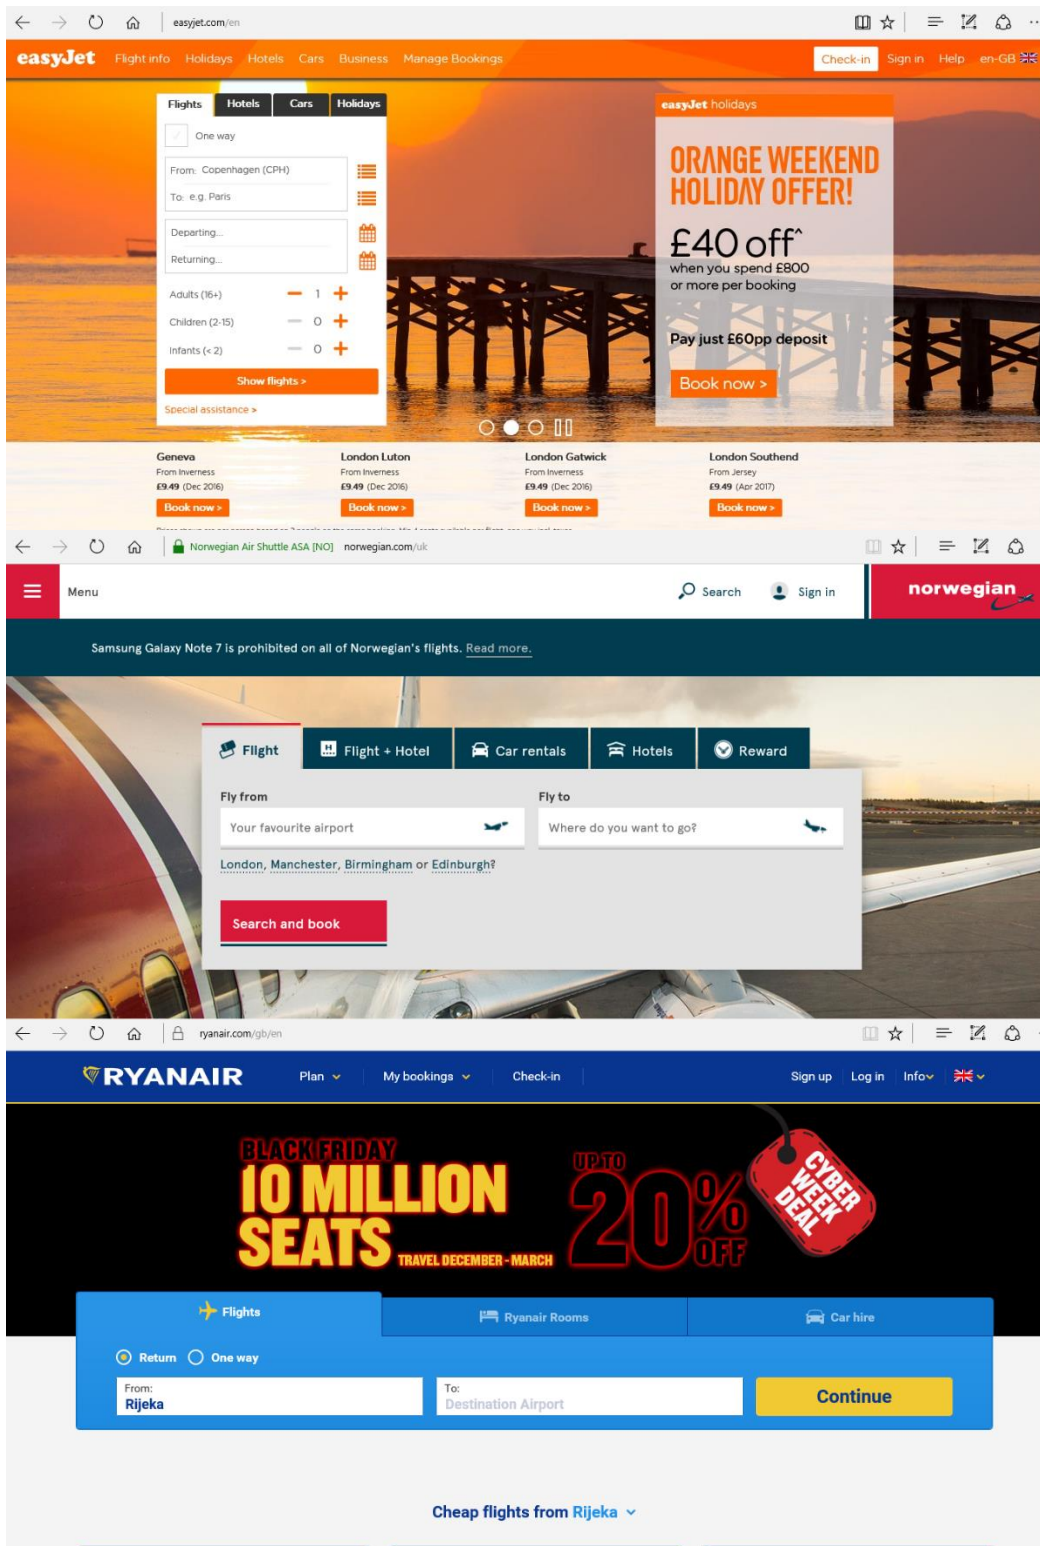 easyjet.com/en
easyJet Flight info Holidays Hotels Cars Business Manage Bookings Check-in Sign in Help en-GB
Flights Hotels Cars Holidays
One way
From: Copenhagen (CPH)
To: e.g. Paris
Departing...
Returning...
Adults (16+) 1
Children (2-15) 0
Infants (< 2) 0
Show flights >
Special assistance >
easyJet holidays
ORANGE WEEKEND
HOLIDAY OFFER!
£40 off^
when you spend £800
or more per booking
Pay just £60pp deposit
Book now >
Geneva
From Inverness
£9.49 (Dec 2016)
Book now >
London Luton
From Inverness
£9.49 (Dec 2016)
Book now >
London Gatwick
From Inverness
£9.49 (Dec 2016)
Book now >
London Southend
From Jersey
£9.49 (Apr 2017)
Book now >
Norwegian Air Shuttle ASA [NO] norwegian.com/uk
Menu Search Sign in norwegian
Samsung Galaxy Note 7 is prohibited on all of Norwegian's flights. Read more.
Flight Flight + Hotel Car rentals Hotels Reward
Fly from Fly to
Your favourite airport Where do you want to go?
London, Manchester, Birmingham or Edinburgh?
Search and book
ryanair.com/gb/en
RYANAIR Plan My bookings Check-in Sign up Log in Info
BLACK FRIDAY
10 MILLION
SEATS TRAVEL DECEMBER - MARCH
UP TO
20% OFF
CYBER
WEEK
DEAL
Flights Ryanair Rooms Car hire
Return One way
From: To:
Rijeka Destination Airport
Continue
Cheap flights from Rijeka